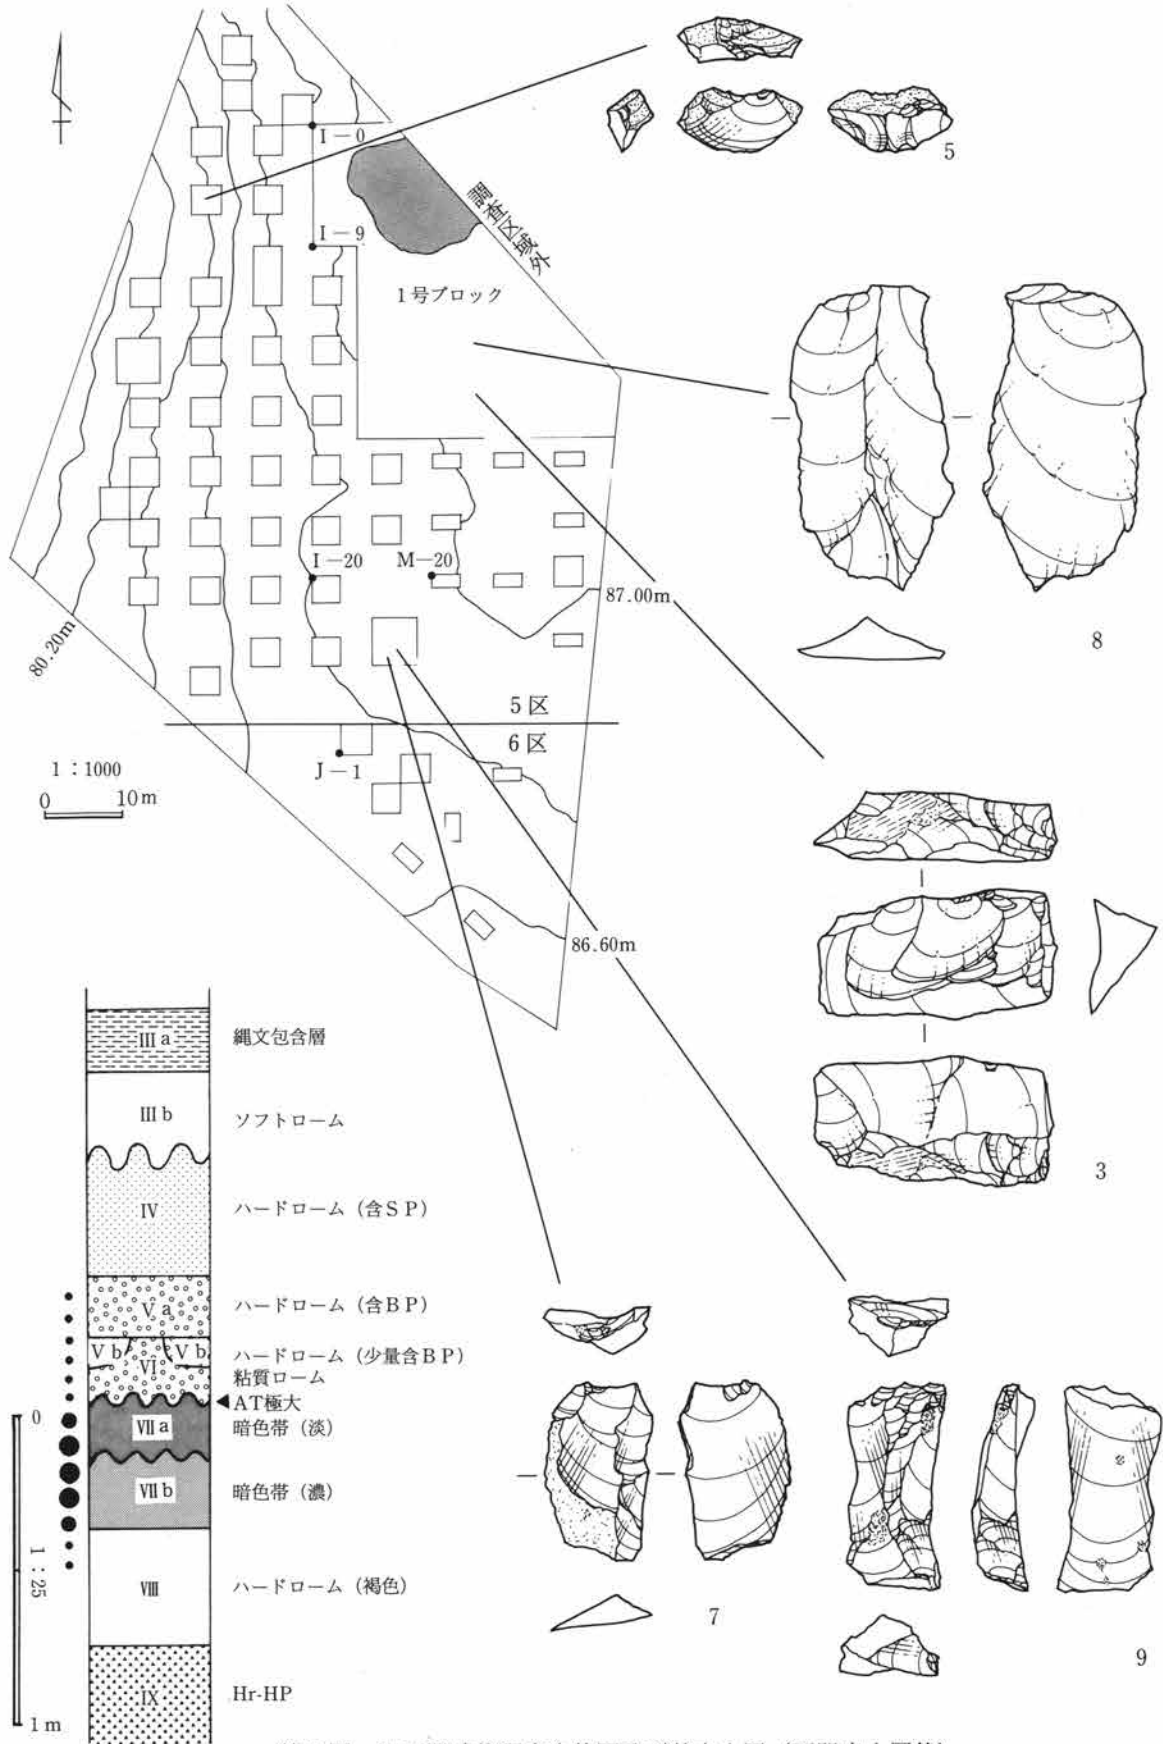 5
I－0
調査区域外
I－9
1号ブロック
8
I－20
M－20
87.00m
80.20m
5区
6区
J－1
1：1000
0 10m
3
86.60m
III a 縄文包含層
III b ソフトローム
IV ハードローム（含SP）
V a ハードローム（含BP）
V b V b ハードローム（少量含BP）
VI 粘質ローム
◀AT極大
0
VII a 暗色帯（淡）
VII b 暗色帯（濃）
1：25
VIII ハードローム（褐色）
IX Hr-HP
1m
7
9